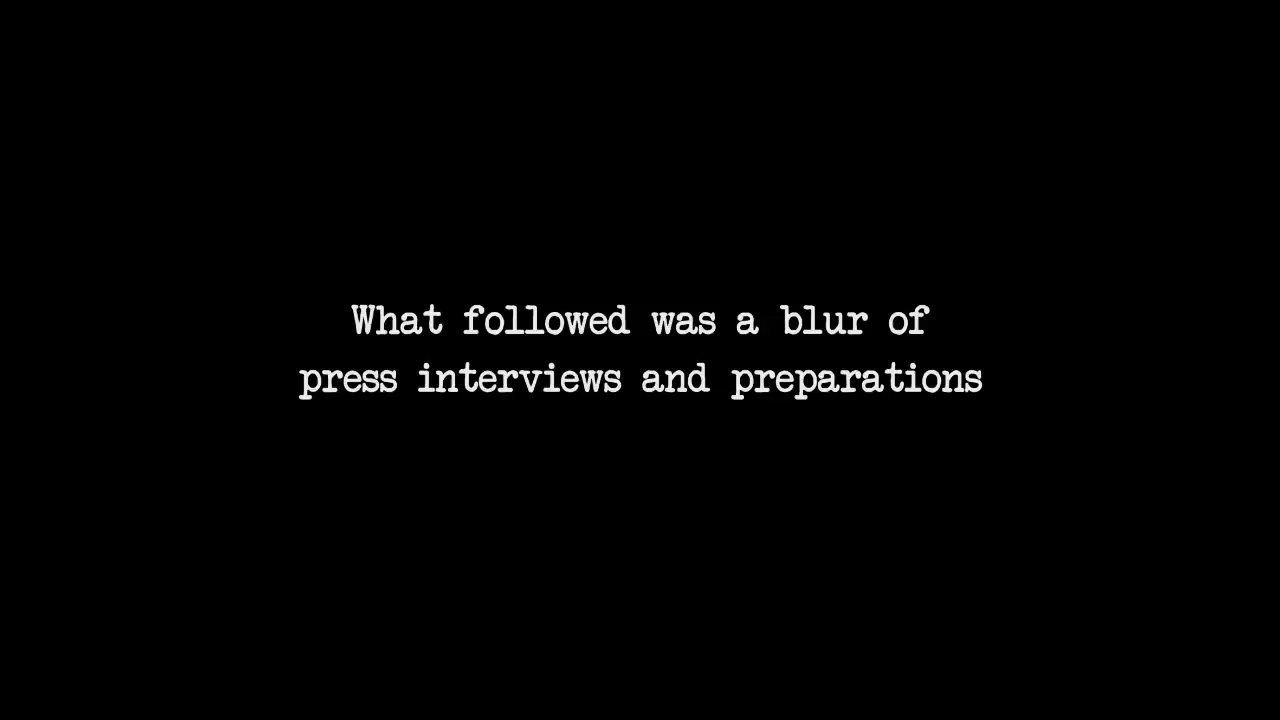 What followed was a blur of
press interviews and preparations